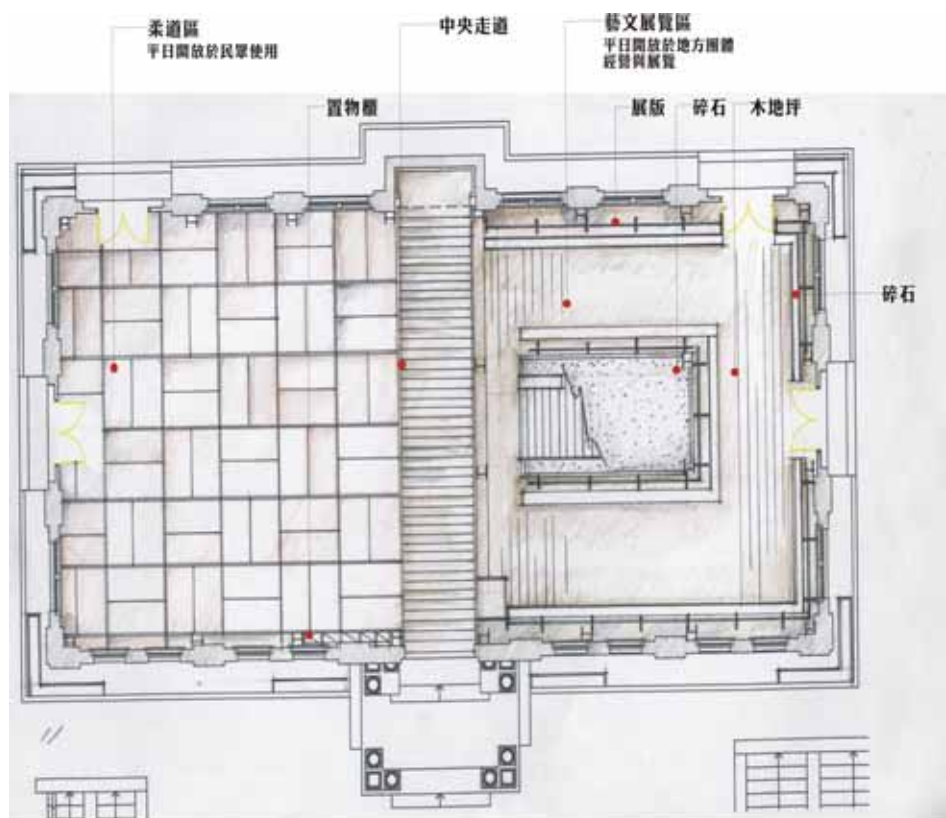 柔道區
平日開放於民眾使用
中央走道
藝文展覽區
平日開放於地方團體
經營與展覽
置物櫃
展版
碎石
木地坪
碎石